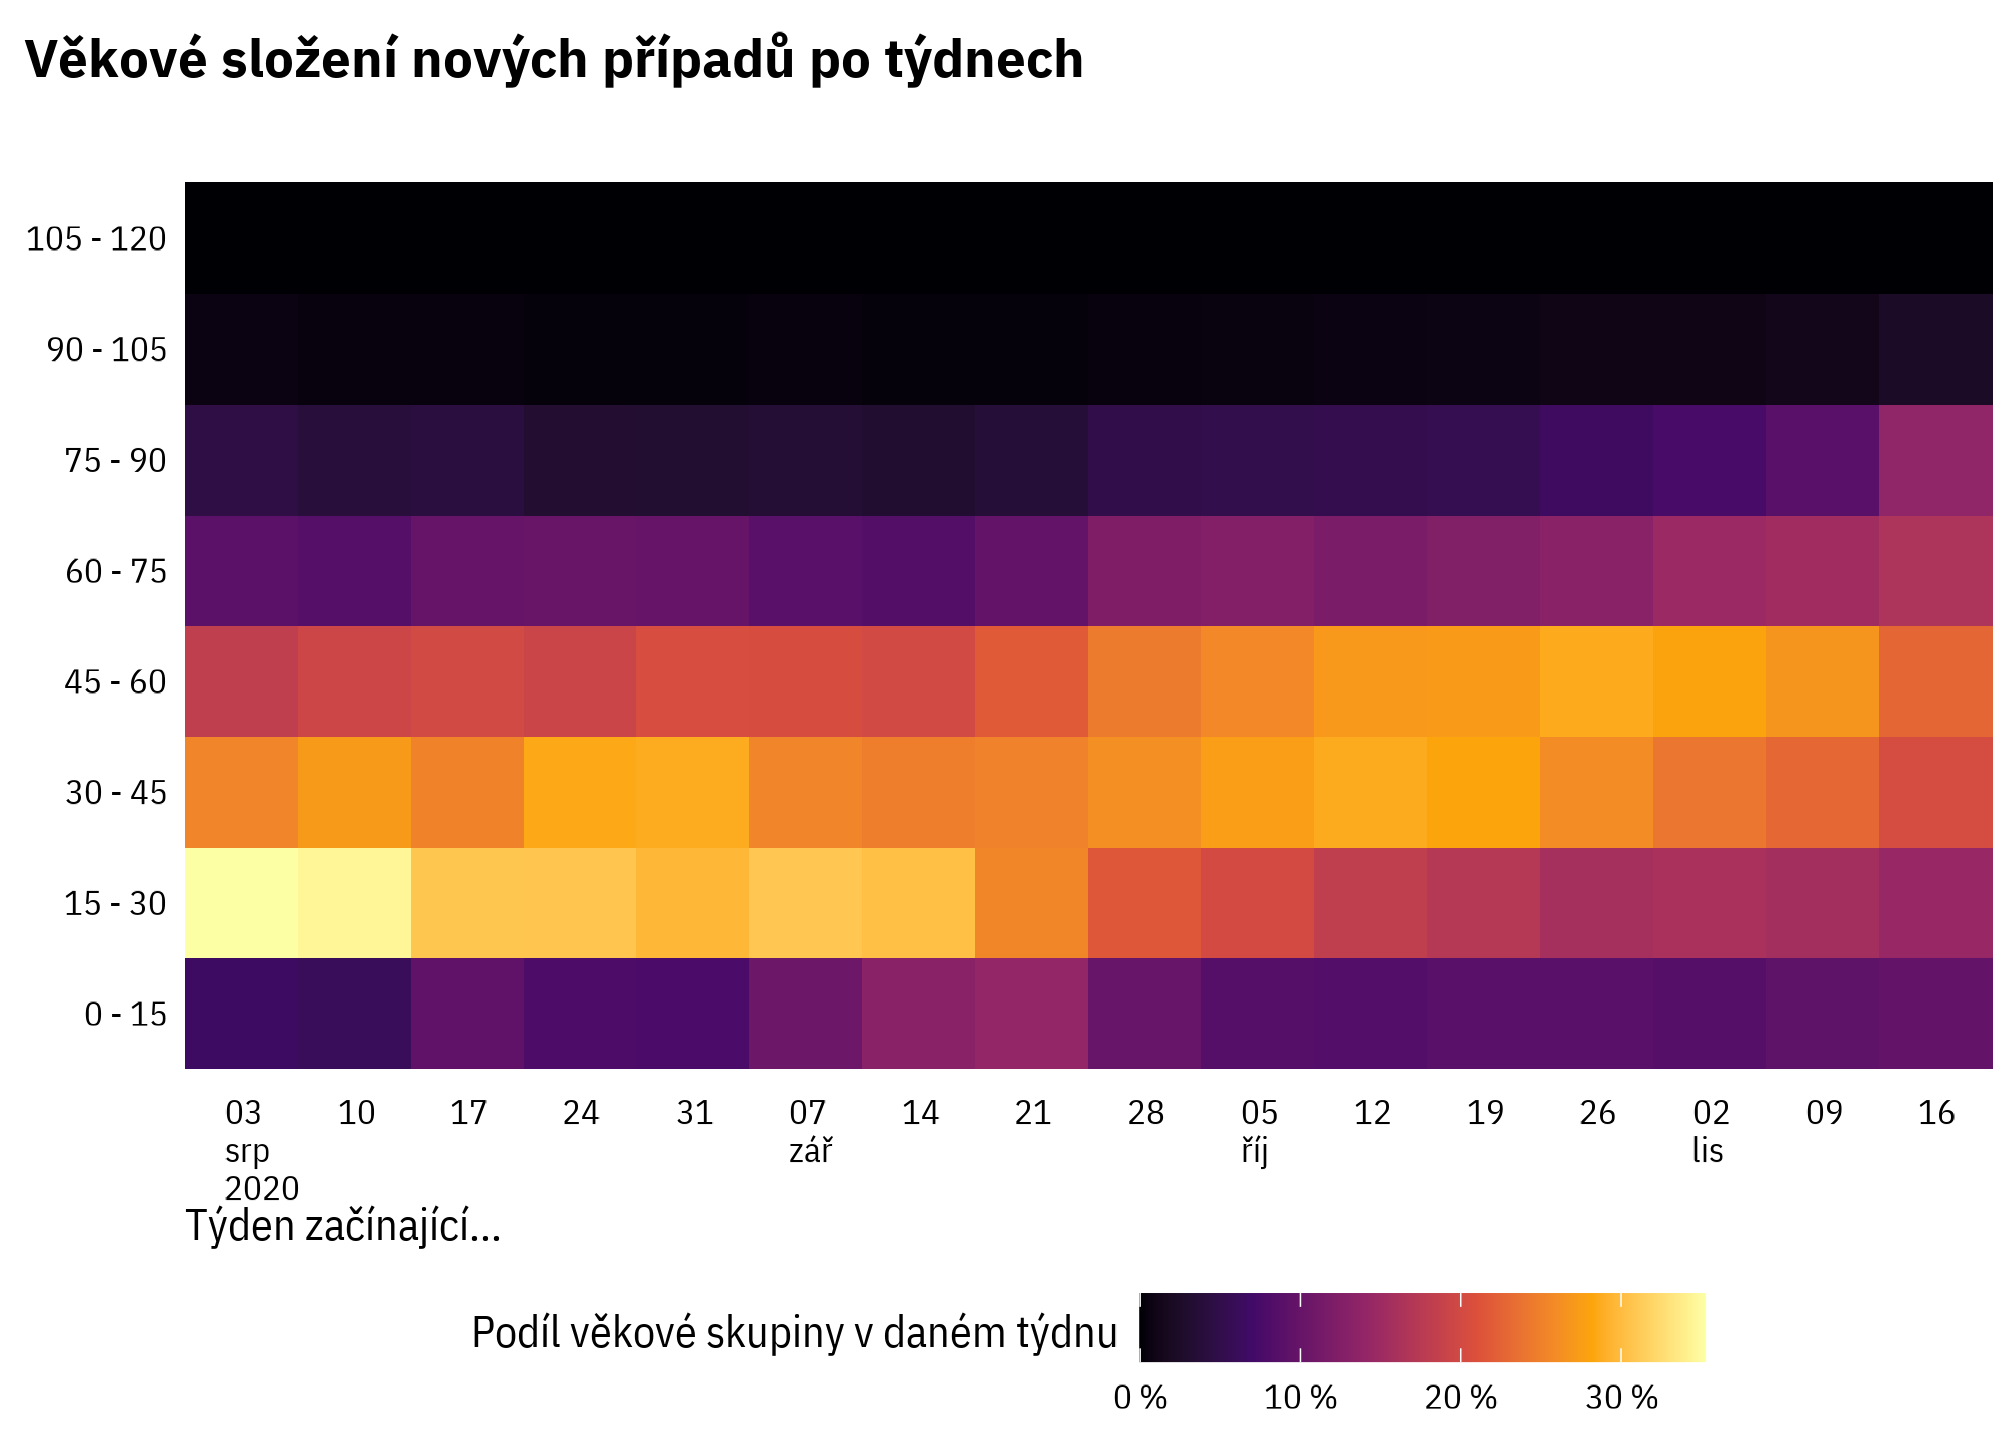 Věkové složení nových případů po týdnech
105 - 120
90 - 105
75 - 90
60 - 75
45 - 60
30 - 45
15 - 30
0 - 15
03 10 17 24 31 07 14 21 28 05 12 19 26 02 09 16
srp zář říj lis
2020
Týden začínající...
Podíl věkové skupiny v daném týdnu
0 % 10 % 20 % 30 %